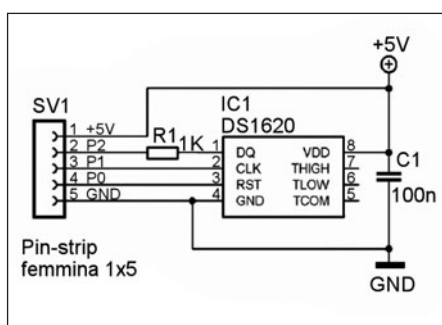 +5V
SV1
IC1
DS1620
1 +5V
2 P2
3 P1
4 P0
5 GND
R1
1K
1 DQ
2 CLK
3 RST
4 GND
VDD 8
THIGH 7
TLOW 6
TCOM 5
C1
100n
Pin-strip
femmina 1x5
GND